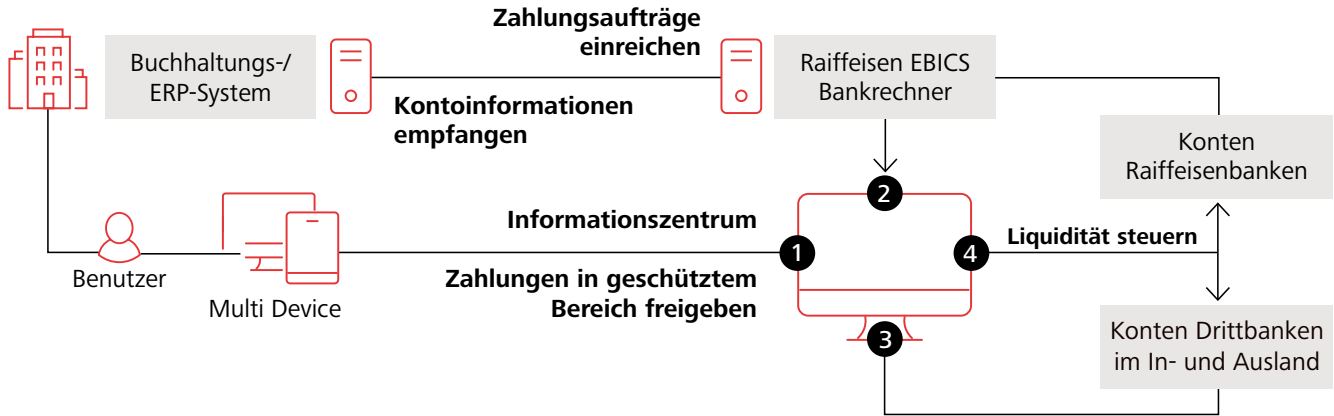 Zahlungsaufträge
einreichen
Buchhaltungs-/
ERP-System
Raiffeisen EBICS
Bankrechner
Kontoinformationen
empfangen
Konten
Raiffeisenbanken
2
Informationszentrum
1
4
Liquidität steuern
Benutzer
Multi Device
Zahlungen in geschütztem
Bereich freigeben
3
Konten Drittbanken
im In- und Ausland